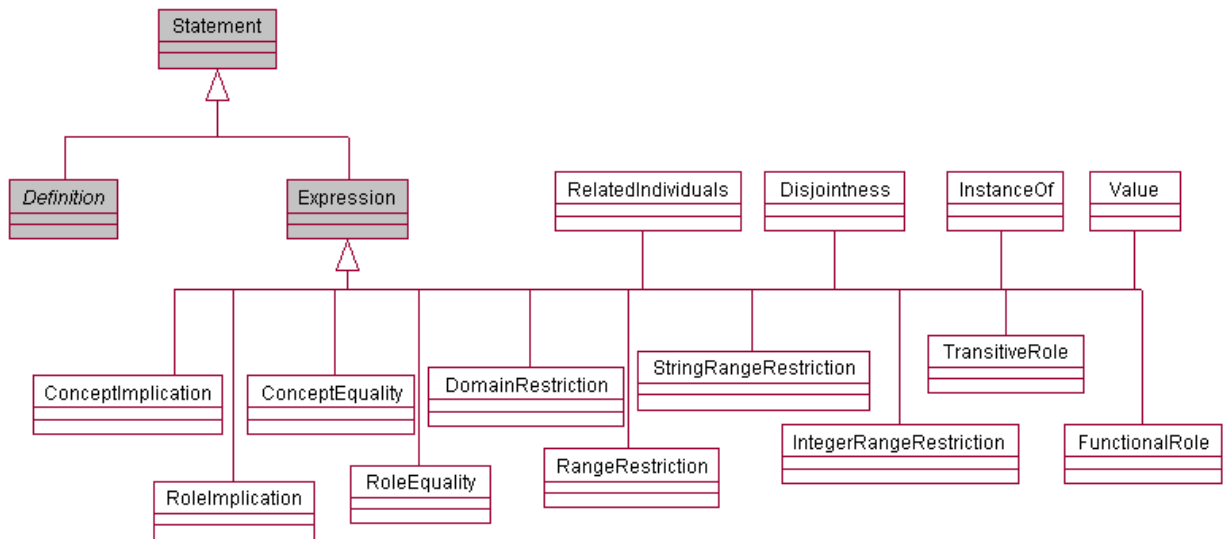 Statement
Definition
Expression
RelatedIndividuals
Disjointness
InstanceOf
Value
ConceptImplication
ConceptEquality
DomainRestriction
StringRangeRestriction
TransitiveRole
RoleImplication
RoleEquality
RangeRestriction
IntegerRangeRestriction
FunctionalRole